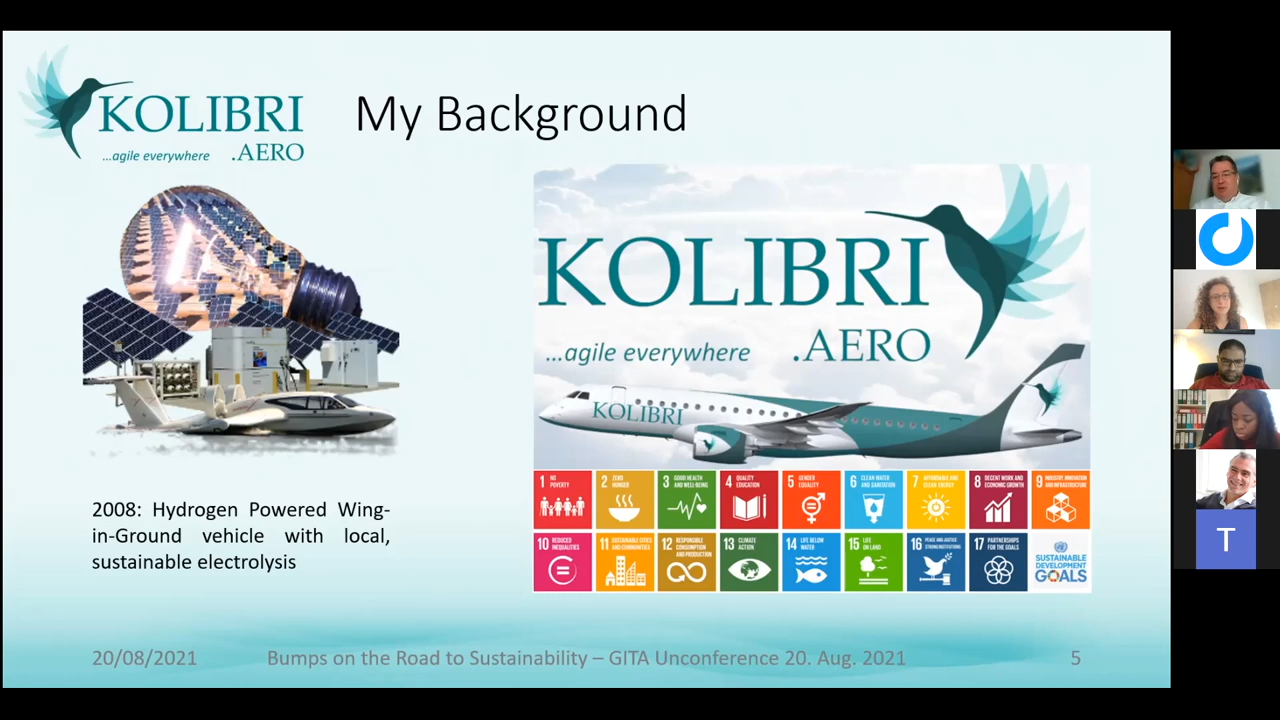 KOLIBRI
...agile everywhere .AERO
My Background
KOLIBRI
...agile everywhere .AERO
KOLIBRI
1 NO POVERTY
2 ZERO HUNGER
3 GOOD HEALTH AND WELL-BEING
4 QUALITY EDUCATION
5 GENDER EQUALITY
6 CLEAN WATER AND SANITATION
7 AFFORDABLE AND CLEAN ENERGY
8 DECENT WORK AND ECONOMIC GROWTH
9 INDUSTRY, INNOVATION AND INFRASTRUCTURE
10 REDUCED INEQUALITIES
11 SUSTAINABLE CITIES AND COMMUNITIES
12 RESPONSIBLE CONSUMPTION AND PRODUCTION
13 CLIMATE ACTION
14 LIFE BELOW WATER
15 LIFE ON LAND
16 PEACE AND JUSTICE STRONG INSTITUTIONS
17 PARTNERSHIPS FOR THE GOALS
SUSTAINABLE
DEVELOPMENT
GOALS
2008: Hydrogen Powered Wing-
in-Ground vehicle with local,
sustainable electrolysis
20/08/2021 Bumps on the Road to Sustainability – GITA Unconference 20. Aug. 2021 5
T